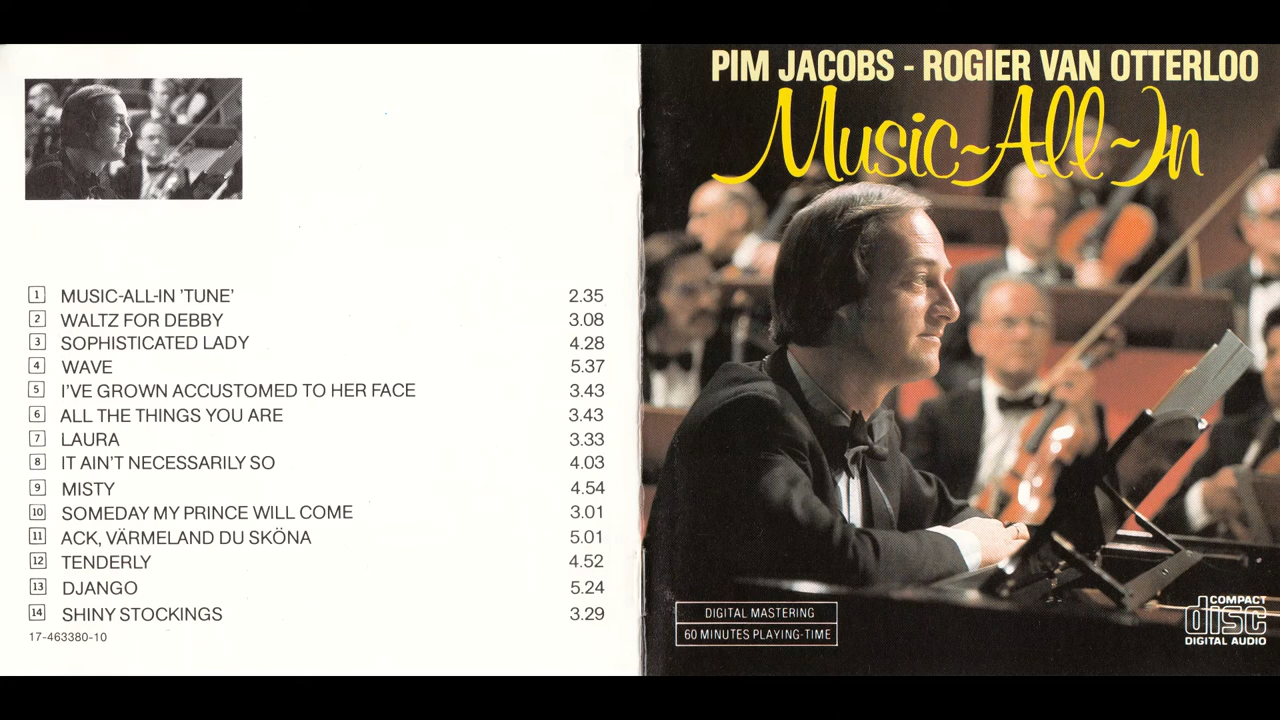 1 MUSIC-ALL-IN 'TUNE' 2.35
2 WALTZ FOR DEBBY 3.08
3 SOPHISTICATED LADY 4.28
4 WAVE 5.37
5 I'VE GROWN ACCUSTOMED TO HER FACE 3.43
6 ALL THE THINGS YOU ARE 3.43
7 LAURA 3.33
8 IT AIN'T NECESSARILY SO 4.03
9 MISTY 4.54
10 SOMEDAY MY PRINCE WILL COME 3.01
11 ACK, VÄRMELAND DU SKÖNA 5.01
12 TENDERLY 4.52
13 DJANGO 5.24
14 SHINY STOCKINGS 3.29
17-463380-10
PIM JACOBS - ROGIER VAN OTTERLOO
Music~All~In
DIGITAL MASTERING
60 MINUTES PLAYING-TIME
COMPACT
disc
DIGITAL AUDIO